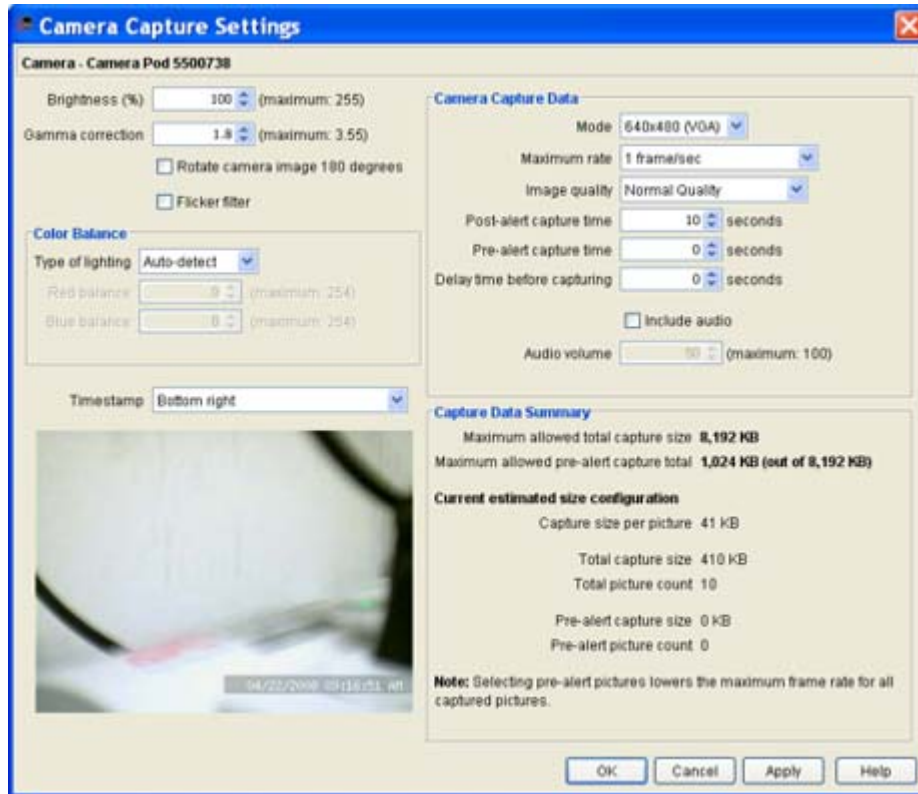 Camera Capture Settings
Camera - Camera Pod 5500738
Brightness (%) 100 (maximum: 255)
Gamma correction 1.8 (maximum: 3.55)
Rotate camera image 180 degrees
Flicker filter
Color Balance
Type of lighting Auto-detect
Red balance (maximum: 254)
Blue balance (maximum: 254)
Timestamp Bottom right
Camera Capture Data
Mode 640x480 (VGA)
Maximum rate 1 frame/sec
Image quality Normal Quality
Post-alert capture time 10 seconds
Pre-alert capture time 0 seconds
Delay time before capturing 0 seconds
Include audio
Audio volume 50 (maximum: 100)
Capture Data Summary
Maximum allowed total capture size 8,192 KB
Maximum allowed pre-alert capture total 1,024 KB (out of 8,192 KB)
Current estimated size configuration
Capture size per picture 41 KB
Total capture size 410 KB
Total picture count 10
Pre-alert capture size 0 KB
Pre-alert picture count 0
Note: Selecting pre-alert pictures lowers the maximum frame rate for all
captured pictures.
OK Cancel Apply Help